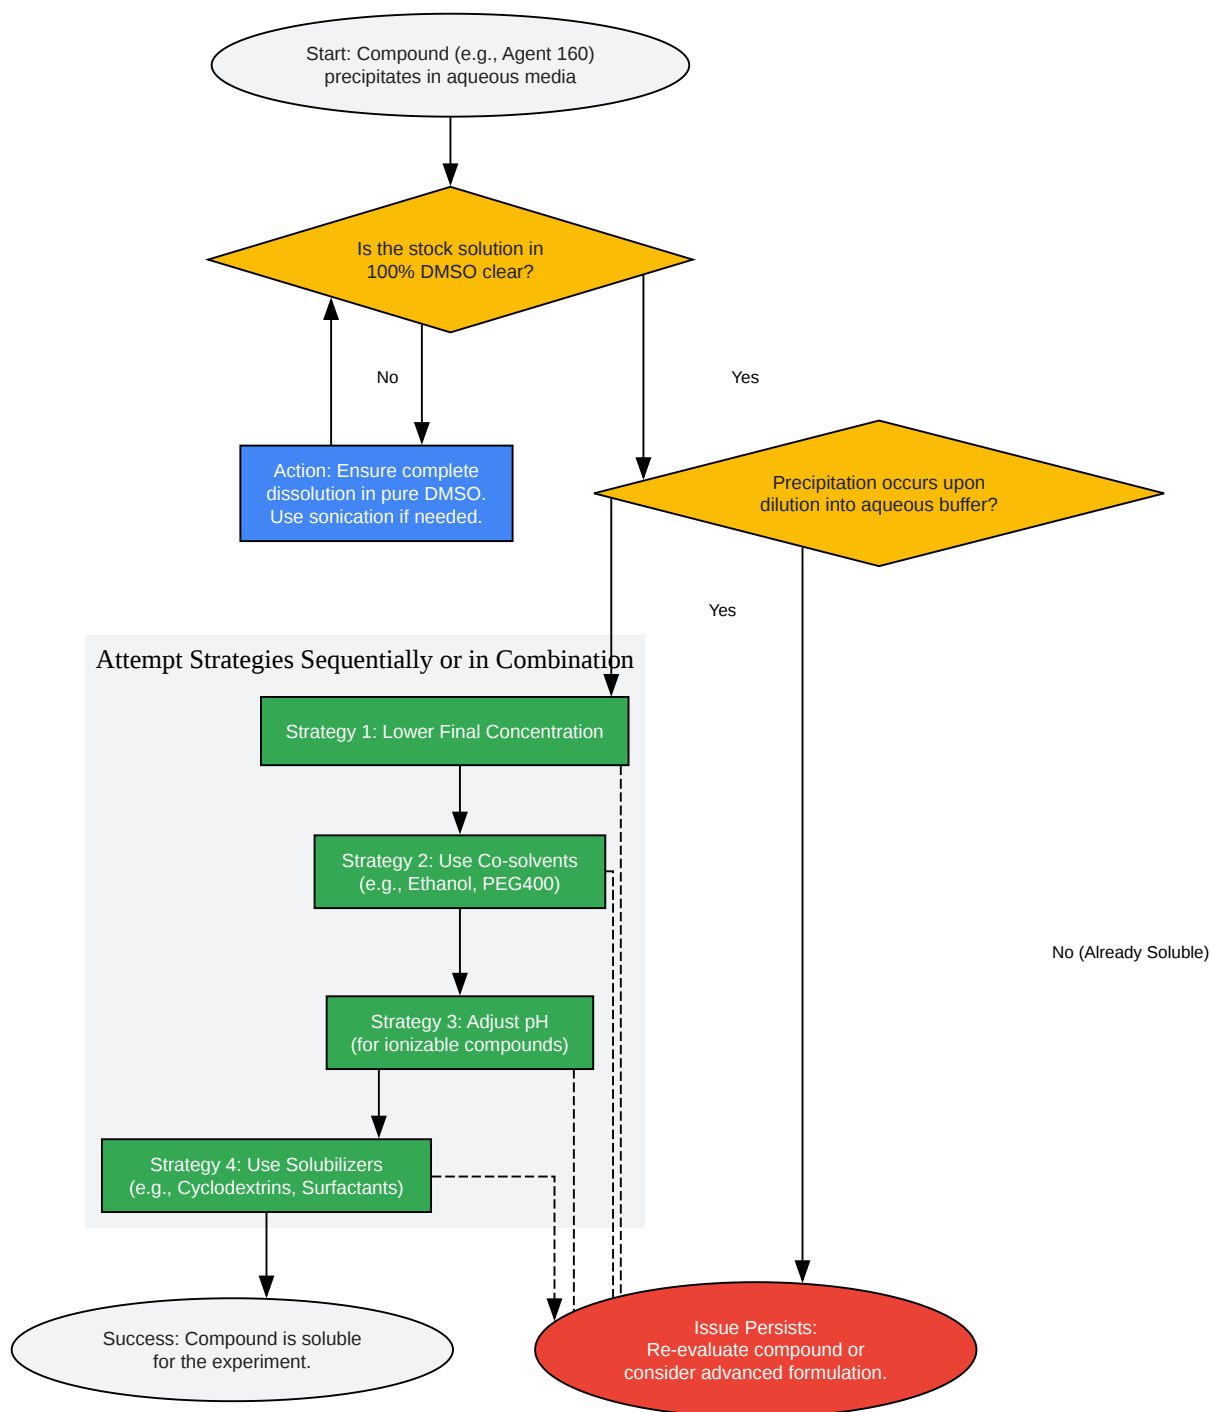 Start: Compound (e.g., Agent 160)
precipitates in aqueous media
Is the stock solution in
100% DMSO clear?
No
Yes
Action: Ensure complete
dissolution in pure DMSO.
Use sonication if needed.
Precipitation occurs upon
dilution into aqueous buffer?
Yes
Attempt Strategies Sequentially or in Combination
Strategy 1: Lower Final Concentration
Strategy 2: Use Co-solvents
(e.g., Ethanol, PEG400)
No (Already Soluble)
Strategy 3: Adjust pH
(for ionizable compounds)
Strategy 4: Use Solubilizers
(e.g., Cyclodextrins, Surfactants)
Success: Compound is soluble
for the experiment.
Issue Persists:
Re-evaluate compound or
consider advanced formulation.